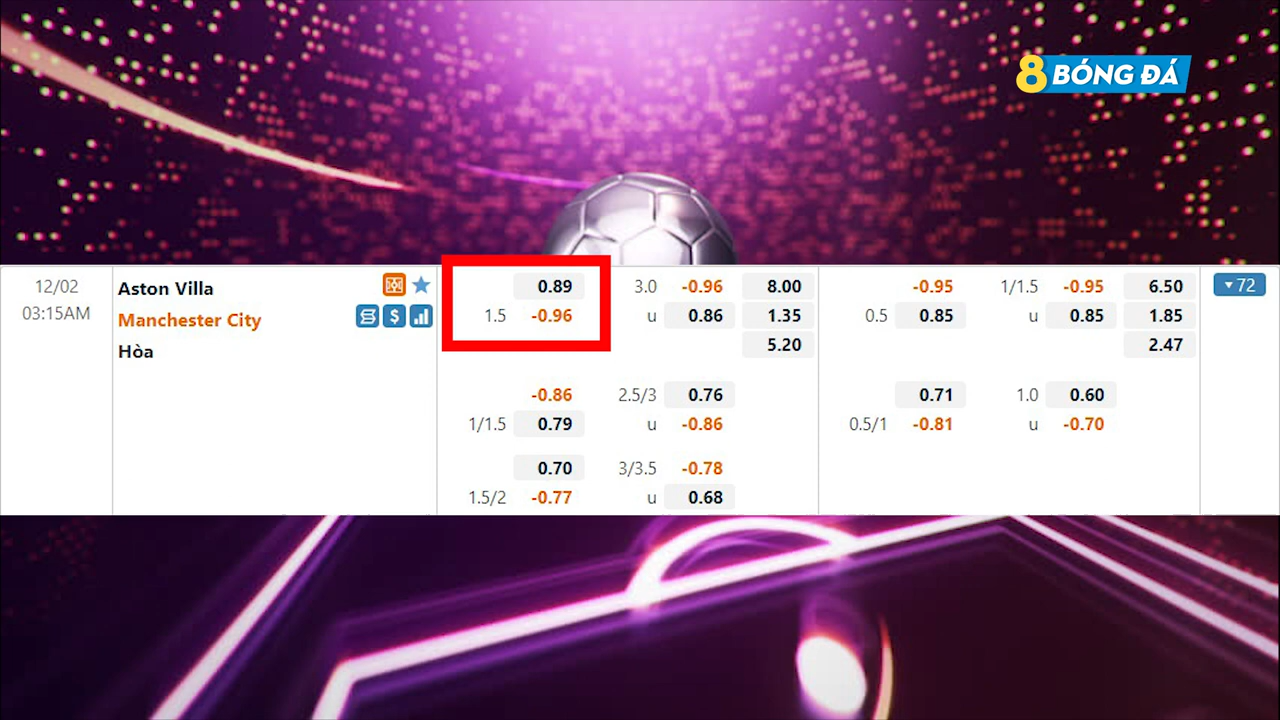 8 BÓNG ĐÁ
12/02 Aston Villa 0.89 3.0 -0.96 8.00 -0.95 1/1.5 -0.95 6.50 72
03:15AM Manchester City 1.5 -0.96 u 0.86 1.35 0.5 0.85 u 0.85 1.85
Hòa 5.20 2.47
-0.86 2.5/3 0.76 0.71 1.0 0.60
1/1.5 0.79 u -0.86 0.5/1 -0.81 u -0.70
0.70 3/3.5 -0.78
1.5/2 -0.77 u 0.68